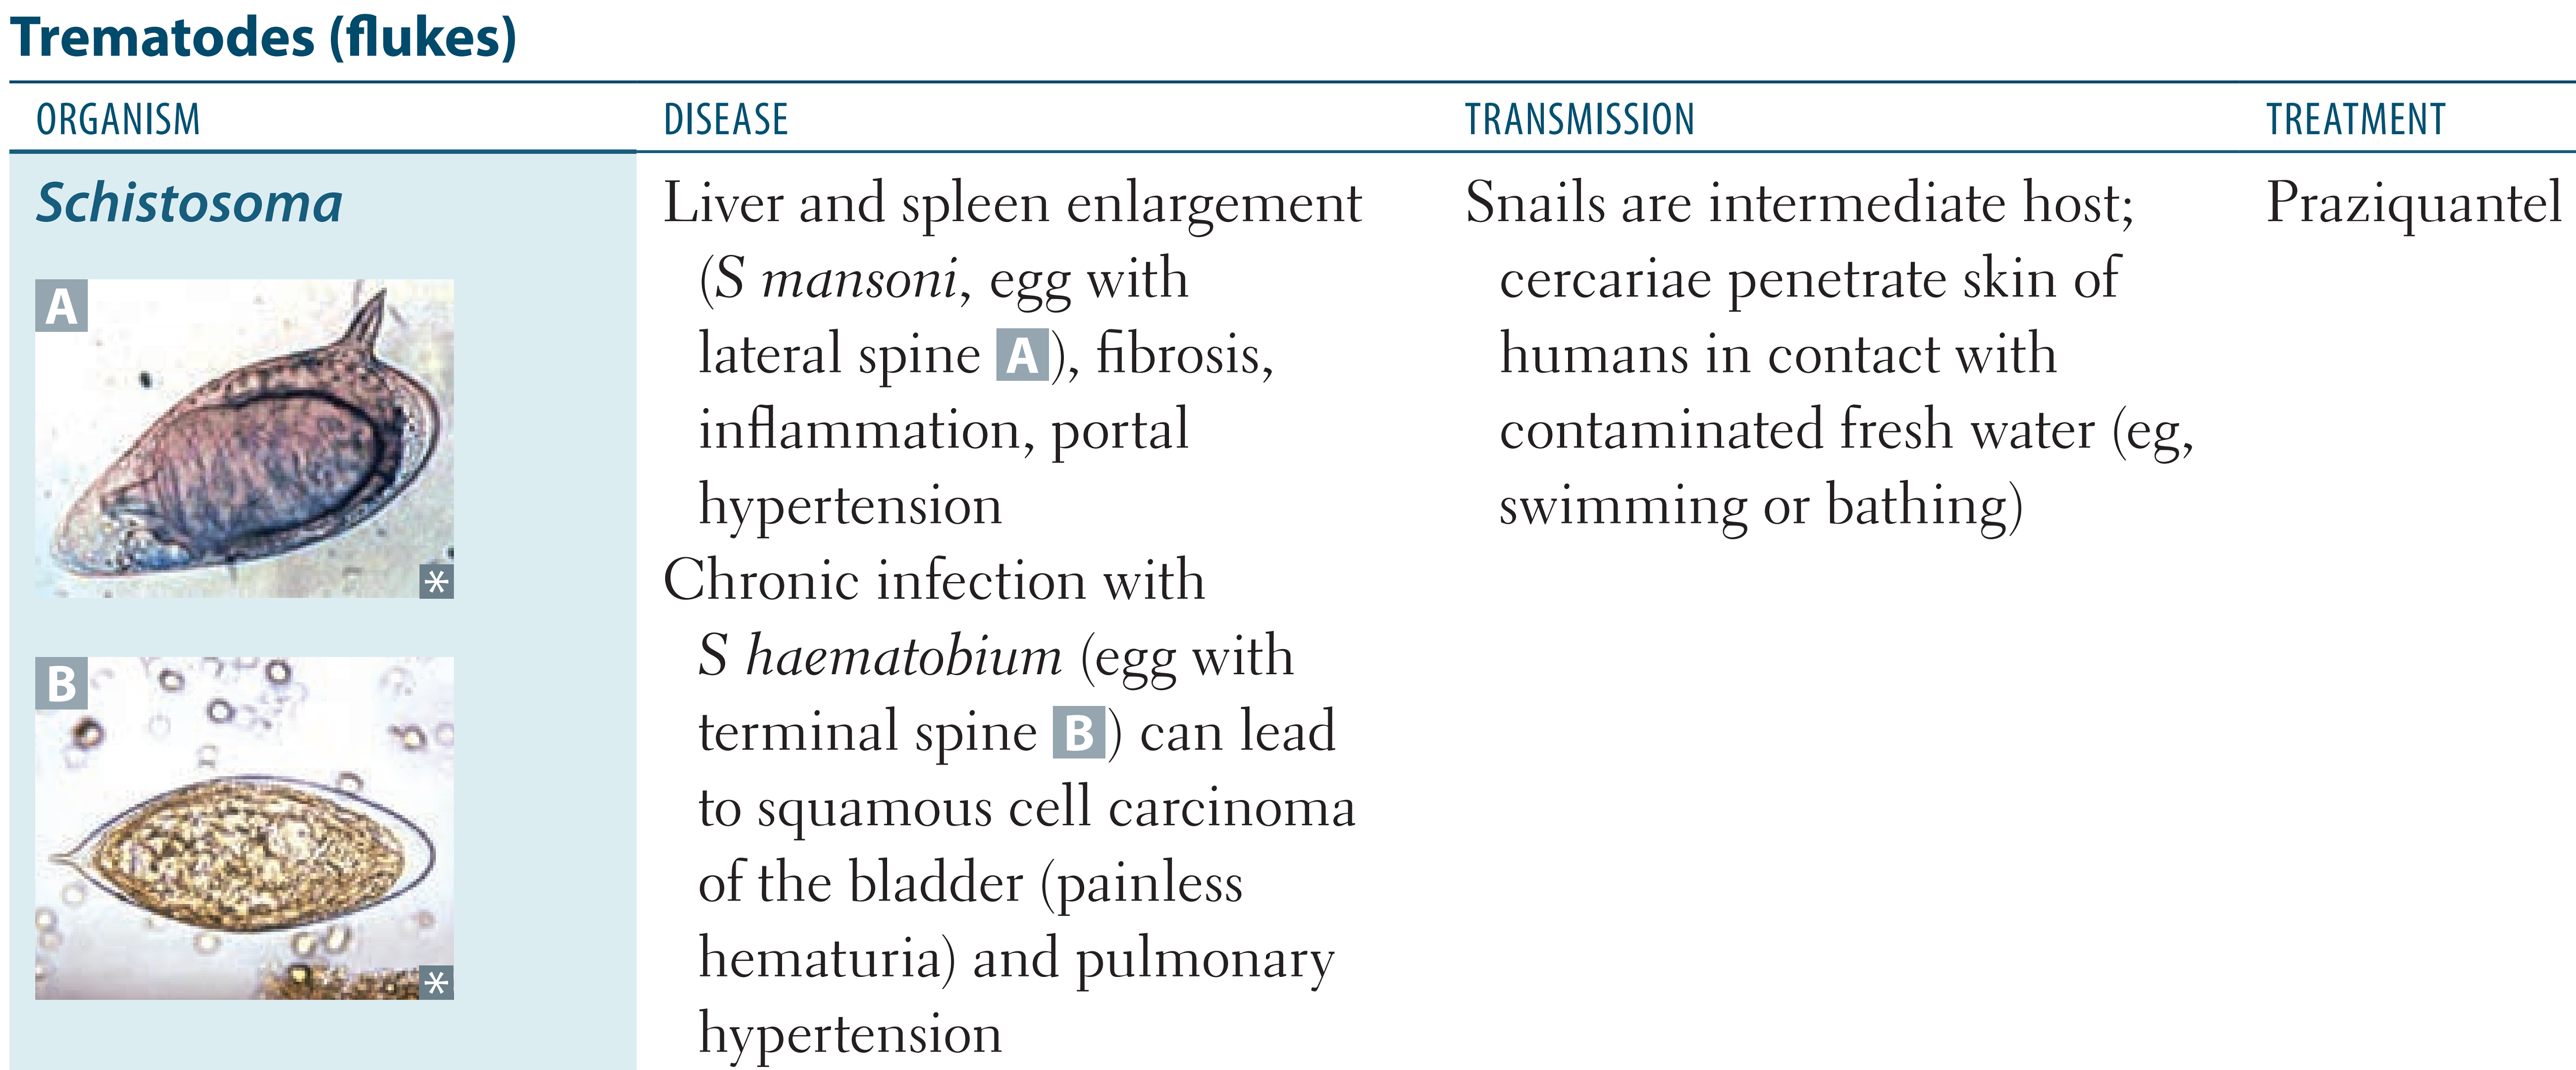 Trematodes (flukes)
ORGANISM
DISEASE
TRANSMISSION
TREATMENT
Schistosoma
A
*
B
*
Liver and spleen enlargement
(S mansoni, egg with
lateral spine A), fibrosis,
inflammation, portal
hypertension
Chronic infection with
S haematobium (egg with
terminal spine B) can lead
to squamous cell carcinoma
of the bladder (painless
hematuria) and pulmonary
hypertension
Snails are intermediate host;
cercariae penetrate skin of
humans in contact with
contaminated fresh water (eg,
swimming or bathing)
Praziquantel